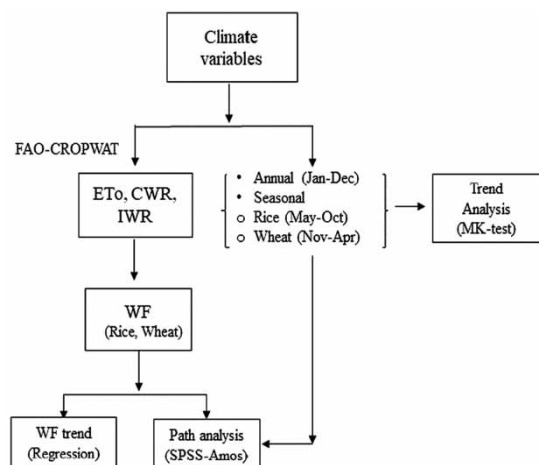 Climate
variables
FAO-CROPWAT
ETo, CWR,
IWR
• Annual (Jan-Dec)
• Seasonal
o Rice (May-Oct)
o Wheat (Nov-Apr)
Trend
Analysis
(MK-test)
WF
(Rice, Wheat)
WF trend
(Regression)
Path analysis
(SPSS-Amos)